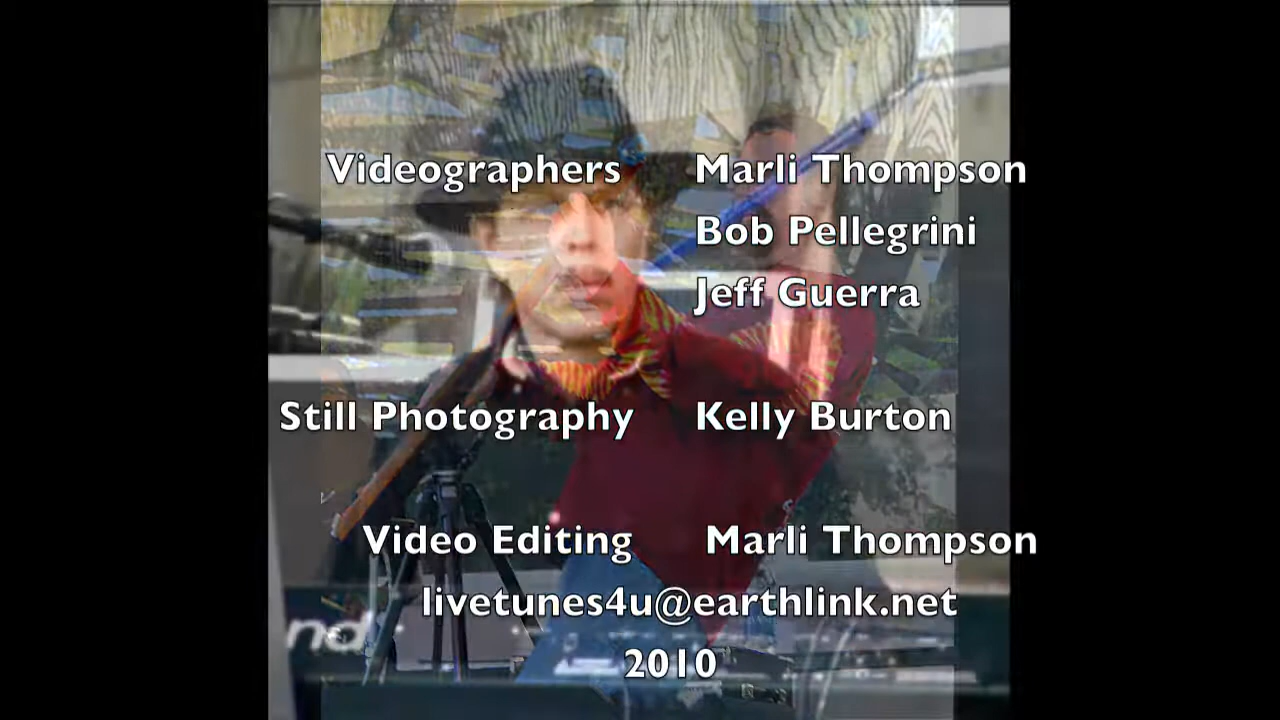 Videographers Marli Thompson
Bob Pellegrini
Jeff Guerra
Still Photography Kelly Burton
Video Editing Marli Thompson
livetunes4u@earthlink.net
nd
2010